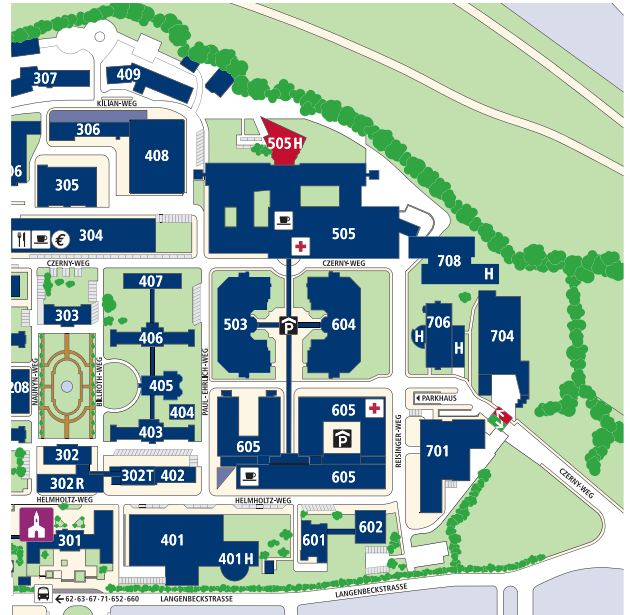 307
409
KILIAN-WEG
306
408
505H
06
305
304
€
505
CZERNY-WEG
CZERNY-WEG
708
H
407
303
503
P
604
706
H
H
704
406
NAUNYN-WEG
BILLROTH-WEG
PAUL-EHRLICH-WEG
208
405
404
403
PARKHAUS
605
605
P
REISINGER-WEG
701
302
302R
302T
402
605
CZERNY-WEG
HELMHOLTZ-WEG
HELMHOLTZ-WEG
301
401
401H
601
602
62·63·67·71·652·660
LANGENBECKSTRASSE
LANGENBECKSTRASSE